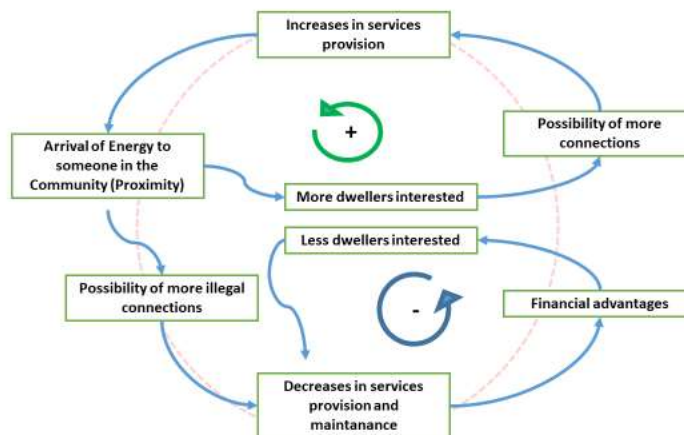 Increases in services
provision
+
Possibility of more
connections
Arrival of Energy to
someone in the
Community (Proximity)
More dwellers interested
Less dwellers interested
Possibility of more illegal
connections
-
Financial advantages
Decreases in services
provision and
maintanance